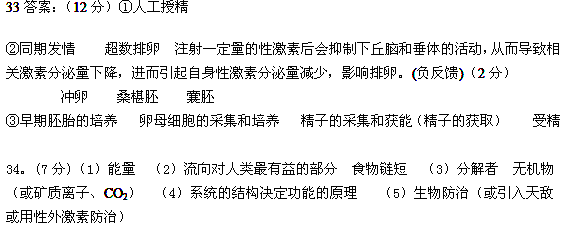 33答案：（12分）①人工授精
②同期发情 超数排卵 注射一定量的性激素后会抑制下丘脑和垂体的活动，从而导致相
关激素分泌量下降，进而引起自身性激素分泌量减少，影响排卵。(负反馈)（2分）
冲卵 桑椹胚 囊胚
③早期胚胎的培养 卵母细胞的采集和培养 精子的采集和获能（精子的获取） 受精
34。（7分）（1）能量 （2）流向对人类最有益的部分 食物链短 （3）分解者 无机物
（或矿质离子、CO₂） （4）系统的结构决定功能的原理 （5）生物防治（或引入天敌
或用性外激素防治）